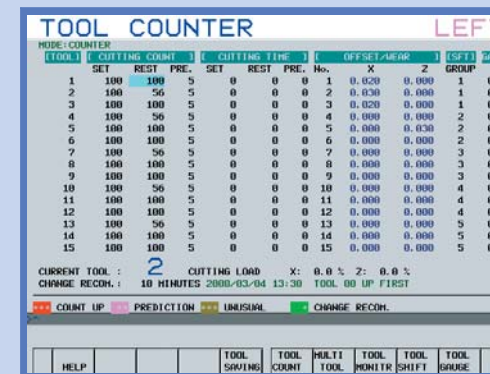 TOOL COUNTER LEFT
MODE: COUNTER
[TOOL] [ CUTTING COUNT ] [ CUTTING TIME ] [ OFFSET/WEAR ] [SFT]
SET REST PRE. SET REST PRE. No. X Z GROUP
1 100 100 5 0 0 0 1 0.020 0.000 1
2 100 56 5 0 0 0 2 0.030 0.000 1
3 100 100 5 0 0 0 3 0.020 0.000 1
4 100 56 5 0 0 0 4 0.000 0.000 2
5 100 100 5 0 0 0 5 0.000 0.030 2
6 100 100 5 0 0 0 6 0.000 0.000 2
7 100 56 5 0 0 0 7 0.000 0.000 3
8 100 100 5 0 0 0 8 0.000 0.000 3
9 100 100 5 0 0 0 9 0.000 0.000 3
10 100 56 5 0 0 0 10 0.000 0.000 4
11 100 100 5 0 0 0 11 0.000 0.000 4
12 100 100 5 0 0 0 12 0.000 0.000 4
13 100 56 5 0 0 0 13 0.000 0.000 5
14 100 100 5 0 0 0 14 0.000 0.000 5
15 100 100 5 0 0 0 15 0.000 0.000 5
CURRENT TOOL : 2 CUTTING LOAD X: 0.0 % Z: 0.0 %
CHANGE RECOM. : 10 MINUTES 2008/03/04 13:30 TOOL 00 UP FIRST
*** COUNT UP *** PREDICTION *** UNUSUAL * CHANGE RECOM.
>-
HELP TOOL SAVING TOOL COUNT MULTI TOOL TOOL MONITR TOOL SHIFT TOOL GAUGE